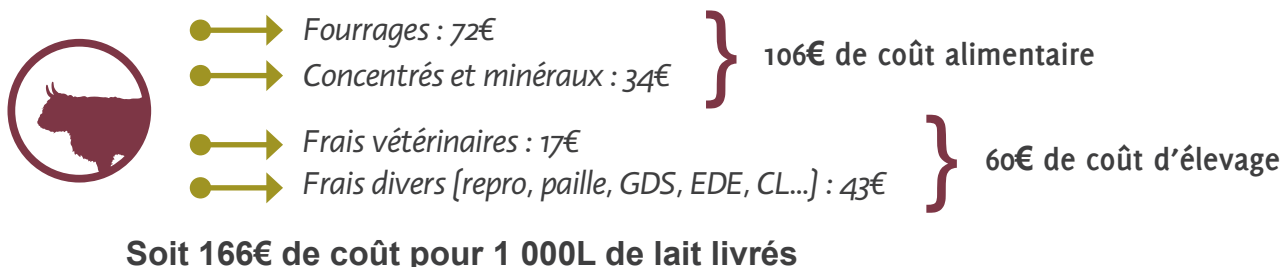 Fourrages : 72€
Concentrés et minéraux : 34€
106€ de coût alimentaire
Frais vétérinaires : 17€
Frais divers (repro, paille, GDS, EDE, CL...) : 43€
60€ de coût d'élevage
Soit 166€ de coût pour 1 000L de lait livrés